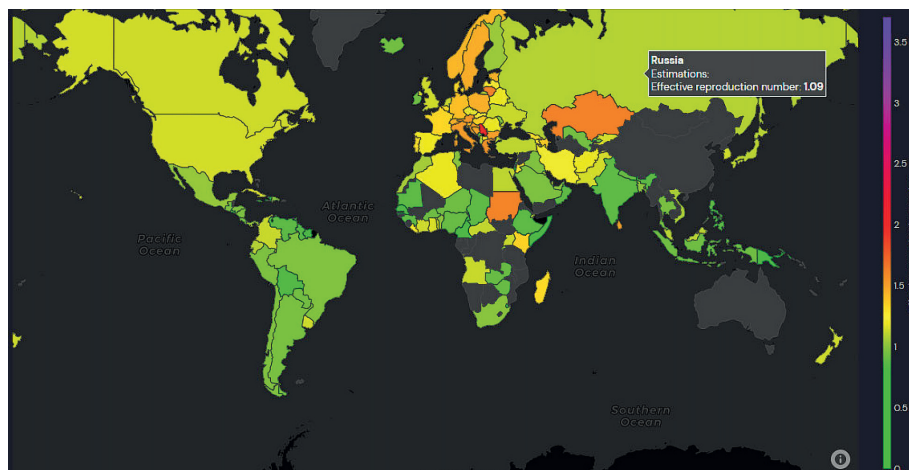 3.5
3
Russia
Estimations:
Effective reproduction number: 1.09
2.5
2
Atlantic
Ocean
Pacific
Ocean
Indian
Ocean
1.5
1
0.5
Southern
Ocean
i
0